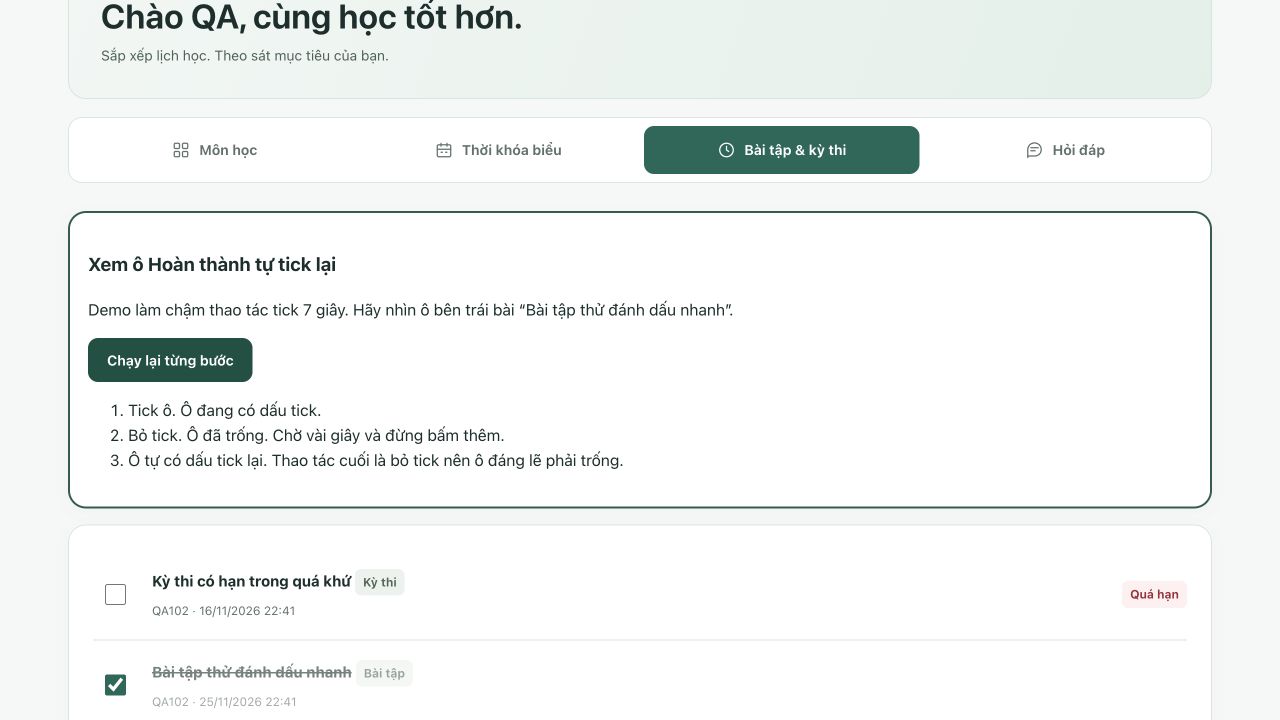 Chào QA, cùng học tốt hơn.
Sắp xếp lịch học. Theo sát mục tiêu của bạn.
Môn học
Thời khóa biểu
Bài tập & kỳ thi
Hỏi đáp
Xem ô Hoàn thành tự tick lại
Demo làm chậm thao tác tick 7 giây. Hãy nhìn ô bên trái bài “Bài tập thử đánh dấu nhanh”.
Chạy lại từng bước
1. Tick ô. Ô đang có dấu tick.
2. Bỏ tick. Ô đã trống. Chờ vài giây và đừng bấm thêm.
3. Ô tự có dấu tick lại. Thao tác cuối là bỏ tick nên ô đáng lẽ phải trống.
Kỳ thi có hạn trong quá khứ Kỳ thi
QA102 · 16/11/2026 22:41
Quá hạn
Bài tập thử đánh dấu nhanh Bài tập
QA102 · 25/11/2026 22:41